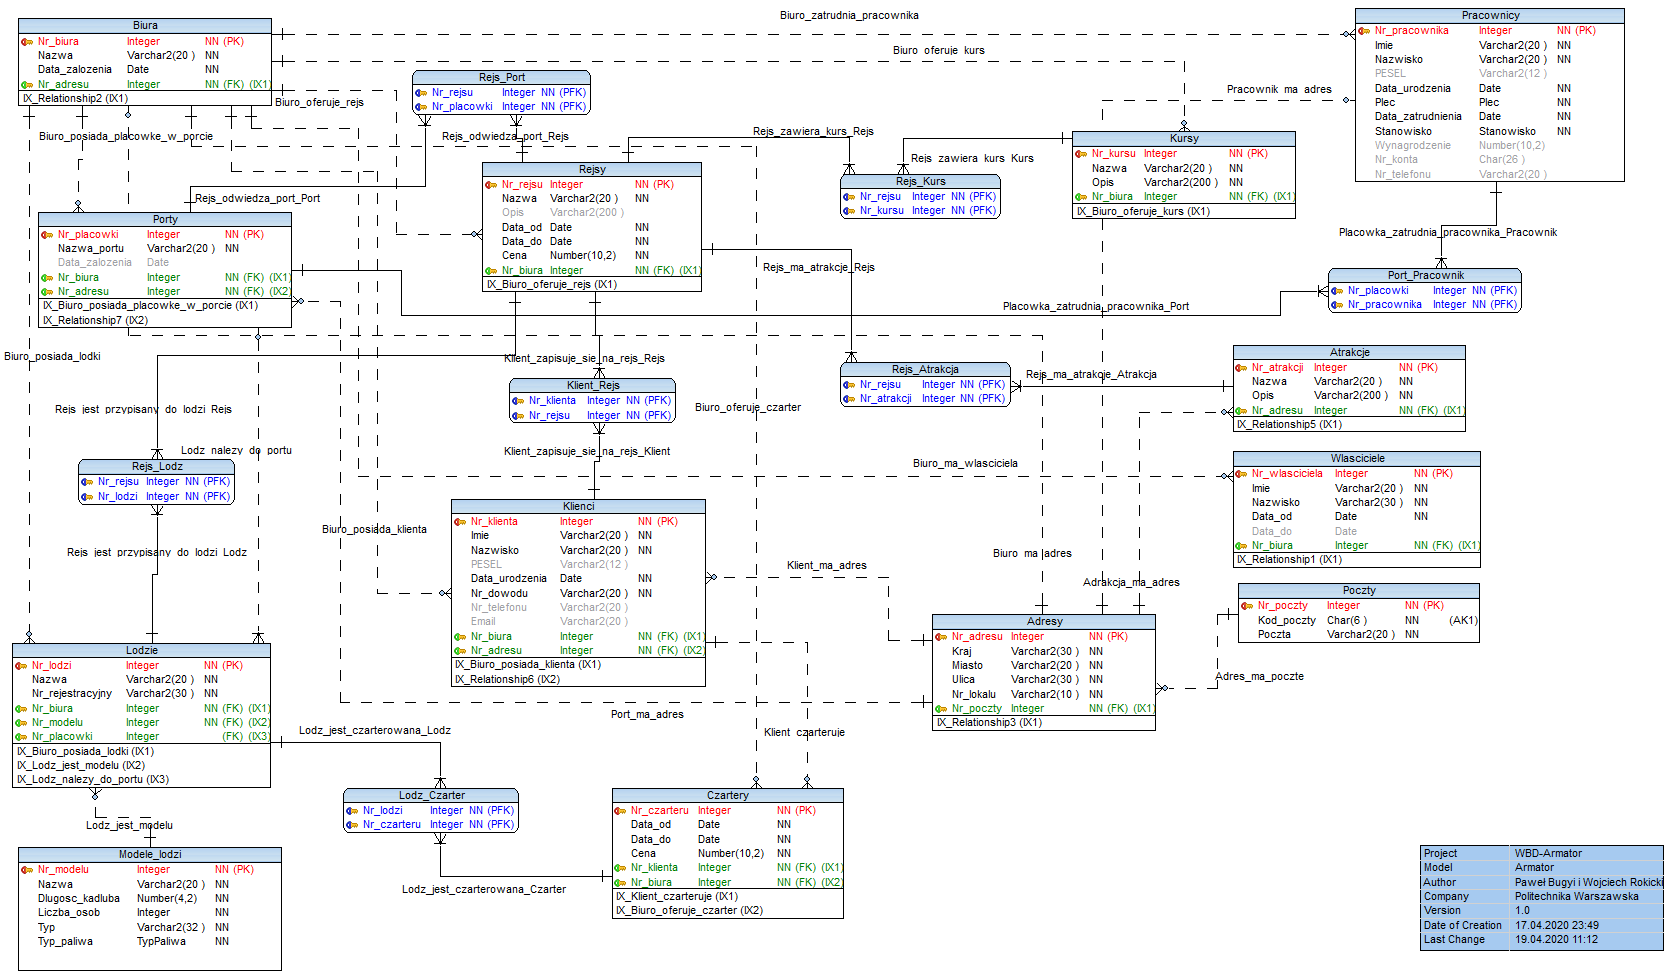 Biura
Nr_biura Integer NN (PK)
Nazwa Varchar2(20 ) NN
Data_zalozenia Date NN
Nr_adresu Integer NN (FK) (IX1)
IX_Relationship2 (IX1)
Biuro_zatrudnia_pracownika
Biuro oferuje kurs
Pracownicy
Nr_pracownika Integer NN (PK)
Imie Varchar2(20 ) NN
Nazwisko Varchar2(20 ) NN
PESEL Varchar2(12 )
Data_urodzenia Date NN
Plec Plec NN
Data_zatrudnienia Date NN
Stanowisko Stanowisko NN
Wynagrodzenie Number(10,2)
Nr_konta Char(26 )
Nr_telefonu Varchar2(20 )
Pracownik ma adres
Rejs_Port
Nr_rejsu Integer NN (PFK)
Nr_placowki Integer NN (PFK)
Biuro_oferuje_rejs
Biuro_posiada_placowke_w_porcie
Rejs_odwiedza_port_Rejs
Rejs_zawiera_kurs_Rejs
Rejs zawiera kurs Kurs
Kursy
Nr_kursu Integer NN (PK)
Nazwa Varchar2(20 ) NN
Opis Varchar2(200 ) NN
Nr_biura Integer NN (FK) (IX1)
IX_Biuro_oferuje_kurs (IX1)
Rejsy
Nr_rejsu Integer NN (PK)
Nazwa Varchar2(20 ) NN
Opis Varchar2(200 )
Data_od Date NN
Data_do Date NN
Cena Number(10,2) NN
Nr_biura Integer NN (FK) (IX1)
IX_Biuro_oferuje_rejs (IX1)
Rejs_Kurs
Nr_rejsu Integer NN (PFK)
Nr_kursu Integer NN (PFK)
Rejs_odwiedza_port_Port
Porty
Nr_placowki Integer NN (PK)
Nazwa_portu Varchar2(20 ) NN
Data_zalozenia Date
Nr_biura Integer NN (FK) (IX1)
Nr_adresu Integer NN (FK) (IX2)
IX_Biuro_posiada_placowke_w_porcie (IX1)
IX_Relationship7 (IX2)
Placowka_zatrudnia_pracownika_Pracownik
Rejs_ma_atrakcje_Rejs
Port_Pracownik
Nr_placowki Integer NN (PFK)
Nr_pracownika Integer NN (PFK)
Placowka_zatrudnia_pracownika_Port
Biuro_posiada_lodki
Klient_zapisuje_sie_na_rejs_Rejs
Rejs_Atrakcja
Nr_rejsu Integer NN (PFK)
Nr_atrakcji Integer NN (PFK)
Rejs_ma_atrakcje_Atrakcja
Atrakcje
Nr_atrakcji Integer NN (PK)
Nazwa Varchar2(20 ) NN
Opis Varchar2(200 ) NN
Nr_adresu Integer NN (FK) (IX1)
IX_Relationship5 (IX1)
Klient_Rejs
Nr_klienta Integer NN (PFK)
Nr_rejsu Integer NN (PFK)
Rejs jest przypisany do lodzi Rejs
Biuro_oferuje_czarter
Lodz nalezy do portu
Klient_zapisuje_sie_na_rejs_Klient
Biuro_ma_wlasciciela
Rejs_Lodz
Nr_rejsu Integer NN (PFK)
Nr_lodzi Integer NN (PFK)
Wlasciciele
Nr_wlasciciela Integer NN (PK)
Imie Varchar2(20 ) NN
Nazwisko Varchar2(30 ) NN
Data_od Date NN
Data_do Date
Nr_biura Integer NN (FK) (IX1)
IX_Relationship1 (IX1)
Klienci
Nr_klienta Integer NN (PK)
Imie Varchar2(20 ) NN
Nazwisko Varchar2(20 ) NN
PESEL Varchar2(12 )
Data_urodzenia Date NN
Nr_dowodu Varchar2(20 ) NN
Nr_telefonu Varchar2(20 )
Email Varchar2(20 )
Nr_biura Integer NN (FK) (IX1)
Nr_adresu Integer NN (FK) (IX2)
IX_Biuro_posiada_klienta (IX1)
IX_Relationship6 (IX2)
Biuro_posiada_klienta
Rejs jest przypisany do lodzi Lodz
Klient_ma_adres
Biuro ma adres
Adrakcja_ma_adres
Poczty
Nr_poczty Integer NN (PK)
Kod_poczty Char(6 ) NN (AK1)
Poczta Varchar2(20 ) NN
Adresy
Nr_adresu Integer NN (PK)
Kraj Varchar2(30 ) NN
Miasto Varchar2(20 ) NN
Ulica Varchar2(30 ) NN
Nr_lokalu Varchar2(10 ) NN
Nr_poczty Integer NN (FK) (IX1)
IX_Relationship3 (IX1)
Adres_ma_poczte
Lodzie
Nr_lodzi Integer NN (PK)
Nazwa Varchar2(20 ) NN
Nr_rejestracyjny Varchar2(30 ) NN
Nr_biura Integer NN (FK) (IX1)
Nr_modelu Integer NN (FK) (IX2)
Nr_placowki Integer (FK) (IX3)
IX_Biuro_posiada_lodki (IX1)
IX_Lodz_jest_modelu (IX2)
IX_Lodz_nalezy_do_portu (IX3)
Port_ma_adres
Lodz_jest_czarterowana_Lodz
Klient czarteruje
Lodz_Czarter
Nr_lodzi Integer NN (PFK)
Nr_czarteru Integer NN (PFK)
Czartery
Nr_czarteru Integer NN (PK)
Data_od Date NN
Data_do Date NN
Cena Number(10,2) NN
Nr_klienta Integer NN (FK) (IX1)
Nr_biura Integer NN (FK) (IX2)
IX_Klient_czarteruje (IX1)
IX_Biuro_oferuje_czarter (IX2)
Lodz_jest_modelu
Lodz_jest_czarterowana_Czarter
Modele_lodzi
Nr_modelu Integer NN (PK)
Nazwa Varchar2(20 ) NN
Dlugosc_kadluba Number(4,2) NN
Liczba_osob Integer NN
Typ Varchar2(32 ) NN
Typ_paliwa TypPaliwa NN
Project WBD-Armator
Model Armator
Author Paweł Bugyi i Wojciech Rokicki
Company Politechnika Warszawska
Version 1.0
Date of Creation 17.04.2020 23:49
Last Change 19.04.2020 11:12